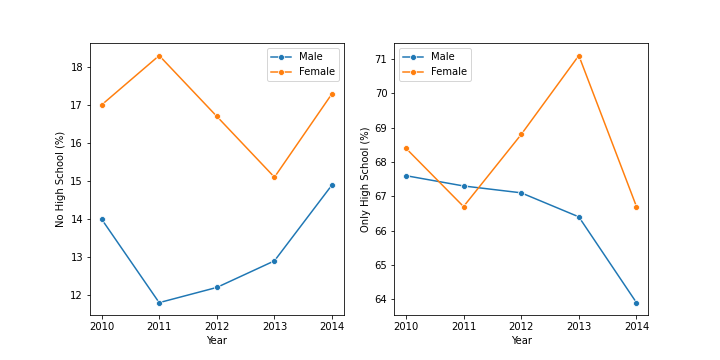 Male
Female
18
17
16
15
14
13
12
No High School (%)
2010 2011 2012 2013 2014
Year
Male
Female
71
70
69
68
67
66
65
64
Only High School (%)
2010 2011 2012 2013 2014
Year